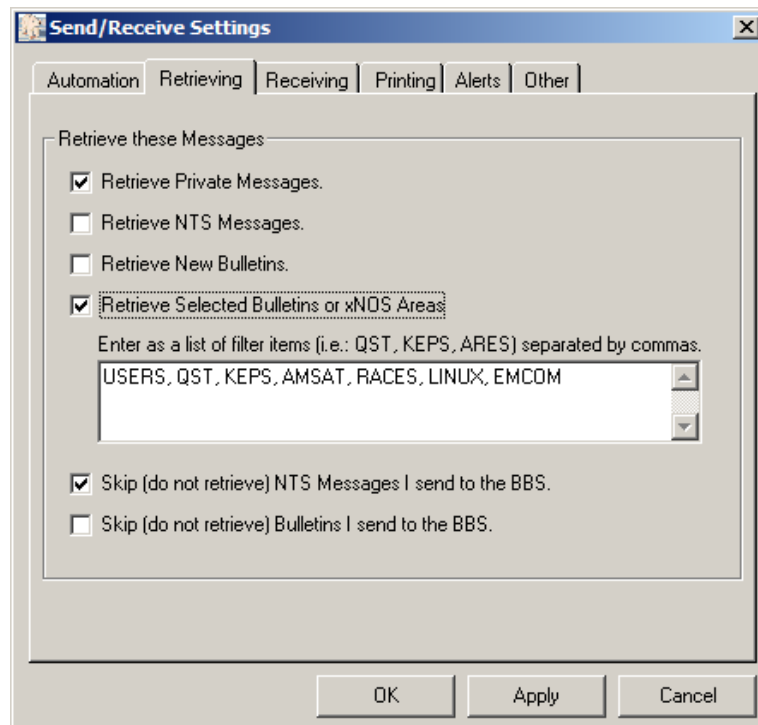 Send/Receive Settings
Automation Retrieving Receiving Printing Alerts Other
Retrieve these Messages
Retrieve Private Messages.
Retrieve NTS Messages.
Retrieve New Bulletins.
Retrieve Selected Bulletins or xNOS Areas
Enter as a list of filter items (i.e.: QST, KEPS, ARES) separated by commas.
USERS, QST, KEPS, AMSAT, RACES, LINUX, EMCOM
Skip (do not retrieve) NTS Messages I send to the BBS.
Skip (do not retrieve) Bulletins I send to the BBS.
OK Apply Cancel